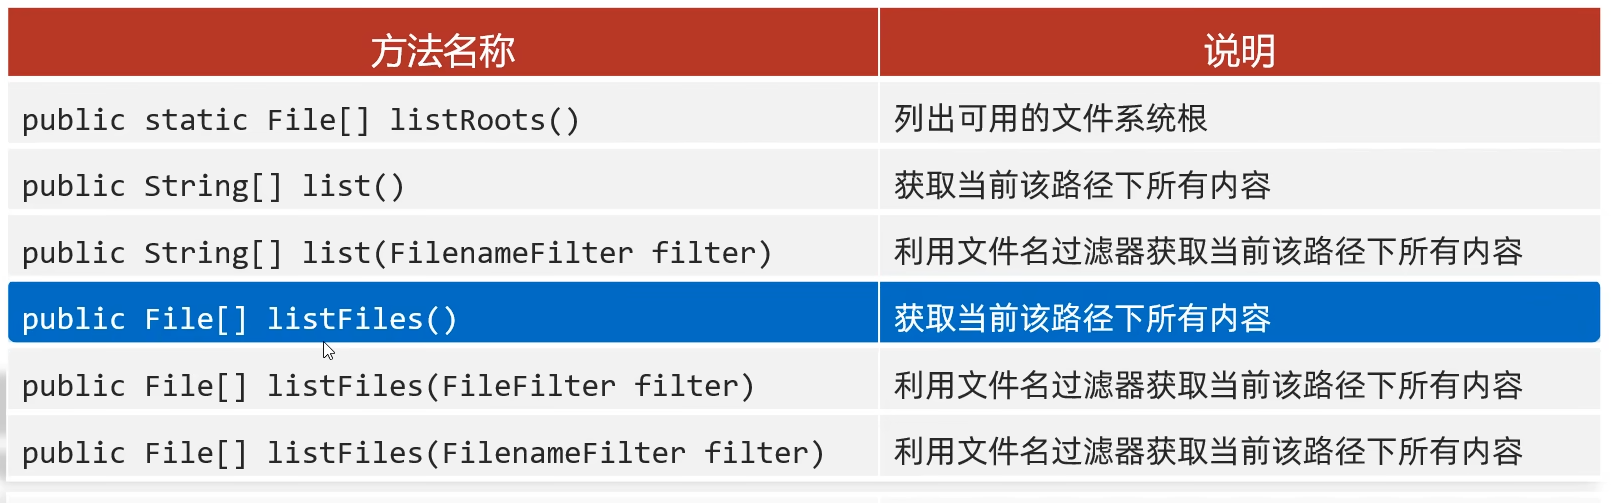 方法名称 说明
public static File[] listRoots() 列出可用的文件系统根
public String[] list() 获取当前该路径下所有内容
public String[] list(FilenameFilter filter) 利用文件名过滤器获取当前该路径下所有内容
public File[] listFiles() 获取当前该路径下所有内容
public File[] listFiles(FileFilter filter) 利用文件名过滤器获取当前该路径下所有内容
public File[] listFiles(FilenameFilter filter) 利用文件名过滤器获取当前该路径下所有内容